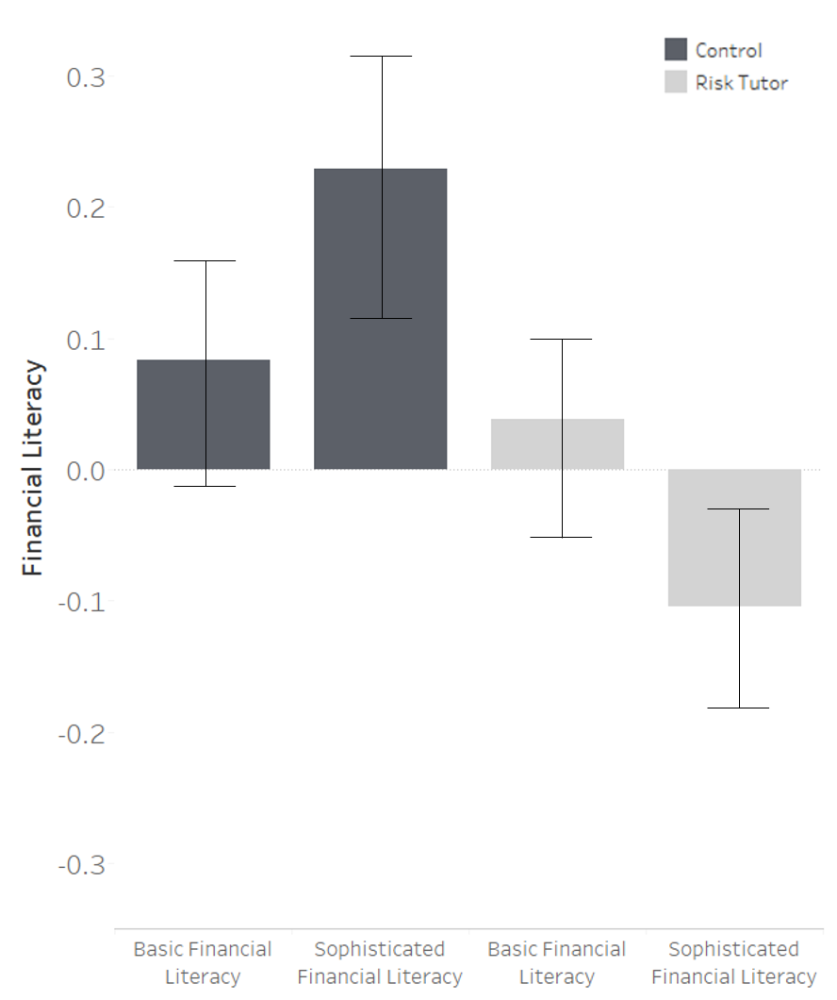 Control
Risk Tutor
0.3
0.2
0.1
0.0
-0.1
-0.2
-0.3
Financial Literacy
Basic Financial
Literacy
Sophisticated
Financial Literacy
Basic Financial
Literacy
Sophisticated
Financial Literacy